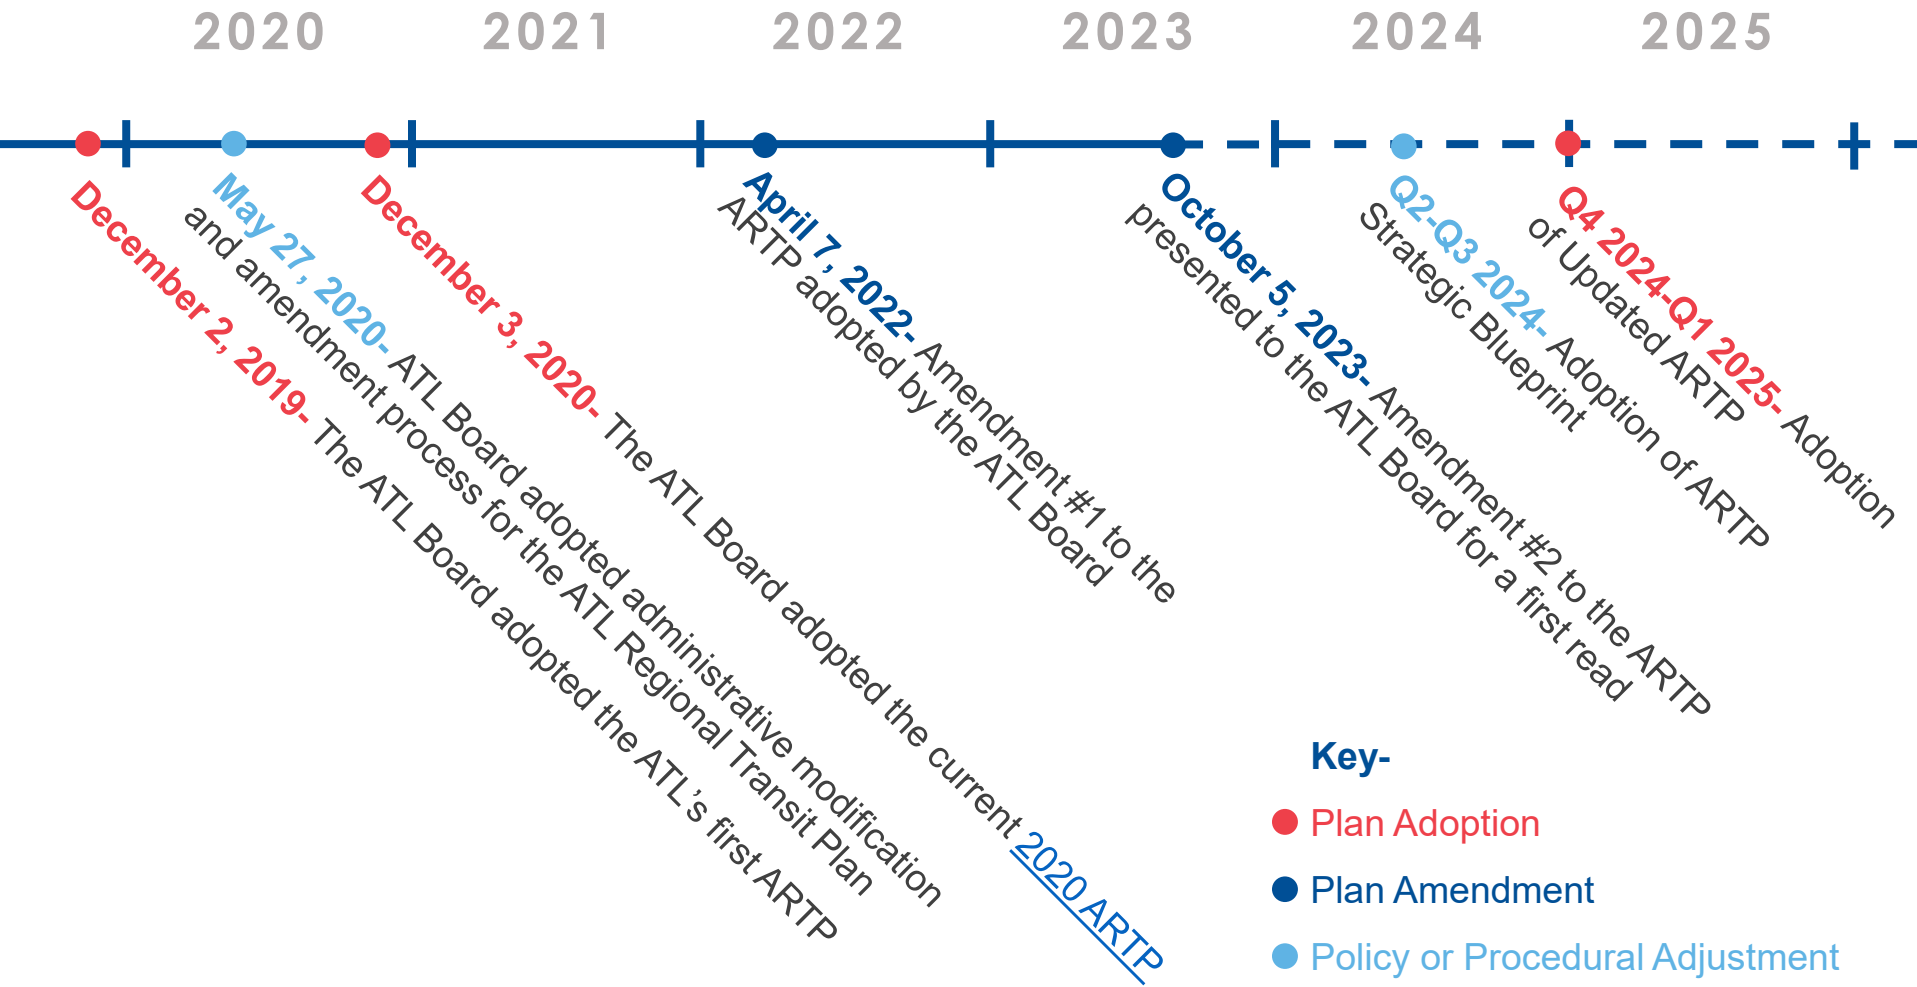 2020 2021 2022 2023 2024 2025
December 2, 2019- The ATL Board adopted the ATL’s first ARTP
May 27, 2020- ATL Board adopted administrative modification
and amendment process for the ATL Regional Transit Plan
December 3, 2020- The ATL Board adopted the current 2020 ARTP
April 7, 2022- Amendment #1 to the
ARTP adopted by the ATL Board
October 5, 2023- Amendment #2 to the ARTP
presented to the ATL Board for a first read
Q2-Q3 2024- Adoption of ARTP
Strategic Blueprint
Q4 2024-Q1 2025- Adoption
of Updated ARTP
Key-
Plan Adoption
Plan Amendment
Policy or Procedural Adjustment